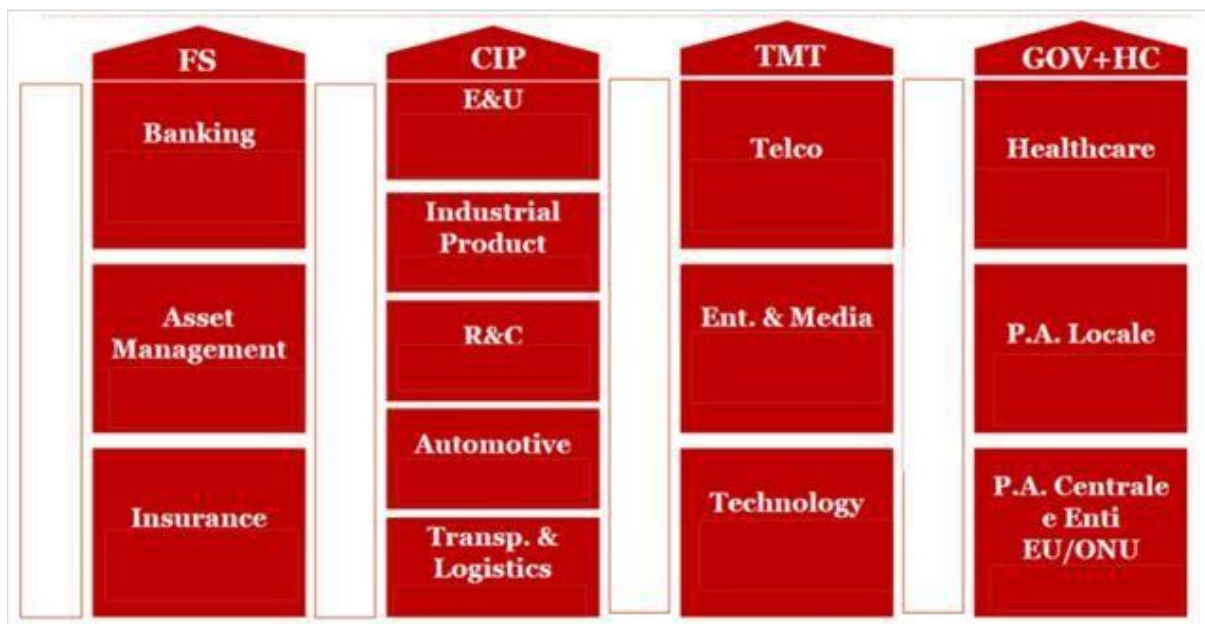 FS
Banking
Asset
Management
Insurance
CIP
E&U
Industrial
Product
R&C
Automotive
Transp. &
Logistics
TMT
Telco
Ent. & Media
Technology
GOV+HC
Healthcare
P.A. Locale
P.A. Centrale
e Enti
EU/ONU